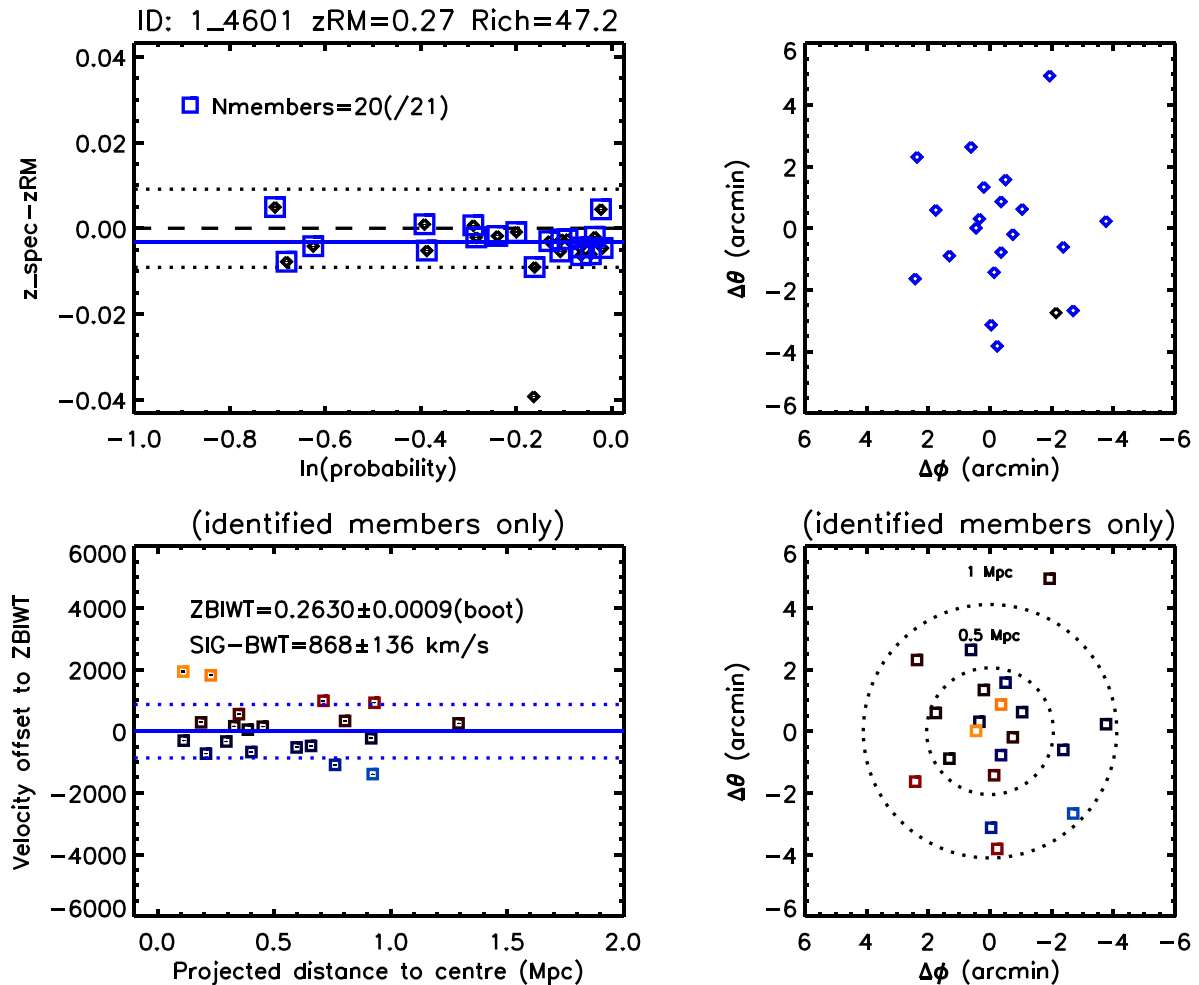 ID: 1_4601 zRM=0.27 Rich=47.2
0.04
0.02
0.00
−0.02
−0.04
z_spec−zRM
Nmembers=20(/21)
−1.0 −0.8 −0.6 −0.4 −0.2 0.0
ln(probability)
6
4
2
0
−2
−4
−6
Δθ (arcmin)
6 4 2 0 −2 −4 −6
Δϕ (arcmin)
(identified members only)
6000
4000
2000
0
−2000
−4000
−6000
Velocity offset to ZBIWT
ZBIWT=0.2630±0.0009(boot)
SIG−BWT=868±136 km/s
0.0 0.5 1.0 1.5 2.0
Projected distance to centre (Mpc)
(identified members only)
6
4
2
0
−2
−4
−6
Δθ (arcmin)
1 Mpc
0.5 Mpc
6 4 2 0 −2 −4 −6
Δϕ (arcmin)